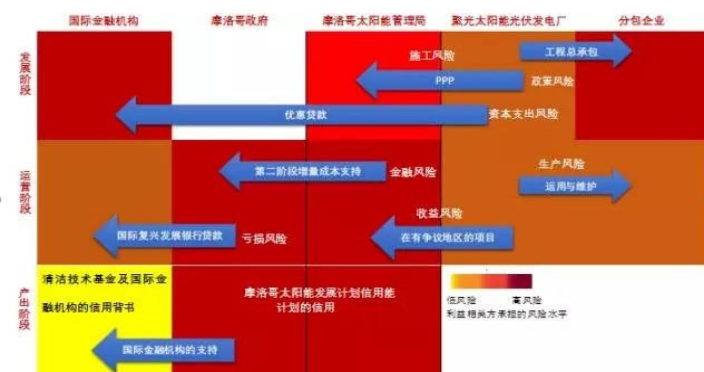 国际金融机构
摩洛哥政府
摩洛哥太阳能管理局
聚光太阳能光伏发电厂
分包企业
发展阶段
施工风险
工程总承包
PPP
政策风险
优惠贷款
资本支出风险
运营阶段
第二阶段增量成本支持
金融风险
生产风险
运用与维护
收益风险
国际复兴发展银行贷款
亏损风险
在有争议地区的项目
产出阶段
清洁技术基金及国际金
融机构的信用背书
摩洛哥太阳能发展计划信用能
计划的信用
国际金融机构的支持
低风险
高风险
利益相关方承担的风险水平